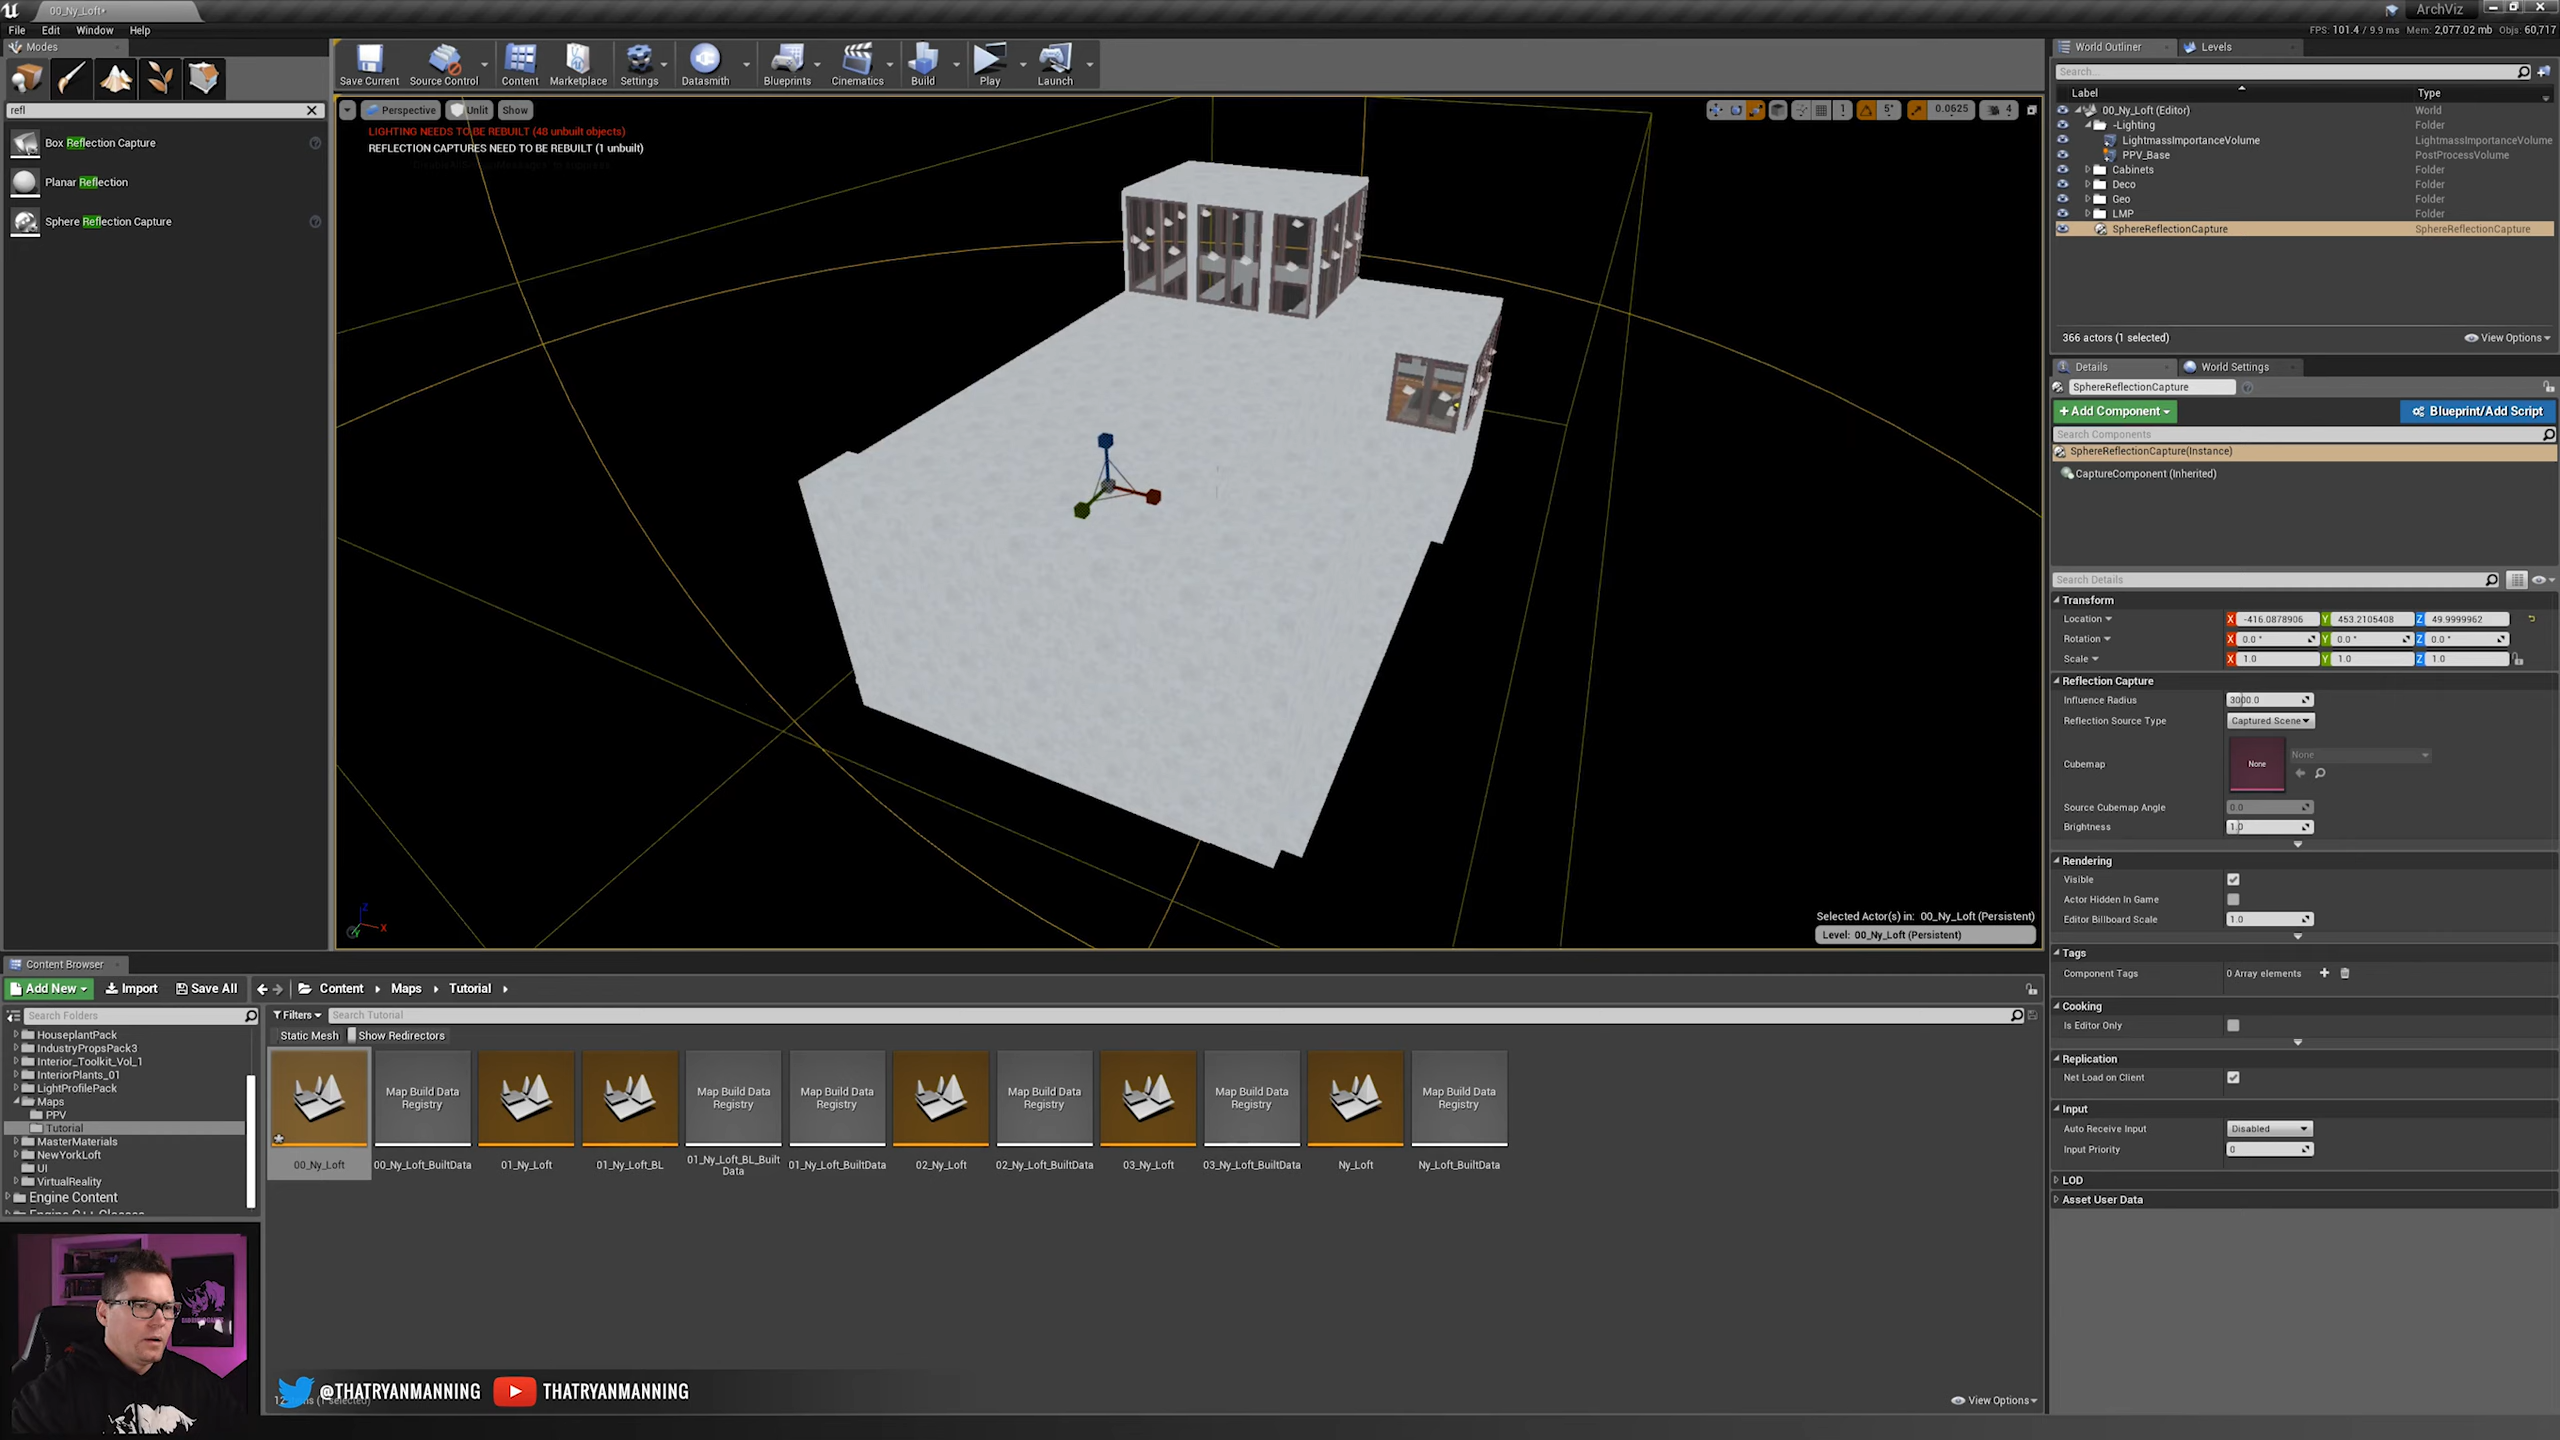 00_Ny_Loft•
ArchViz
File Edit Window Help
FPS: 101.4 / 9.9 ms Mem: 2,077.02 mb Objs: 60,717
Modes
refl
Box Reflection Capture
Planar Reflection
Sphere Reflection Capture
Save Current Source Control Content Marketplace Settings Datasmith Blueprints Cinematics Build Play Launch
Perspective Unlit Show
1 5° 0.0625 4
LIGHTING NEEDS TO BE REBUILT (48 unbuilt objects)
REFLECTION CAPTURES NEED TO BE REBUILT (1 unbuilt)
Z
X
Y
Selected Actor(s) in: 00_Ny_Loft (Persistent)
Level: 00_Ny_Loft (Persistent)
World Outliner Levels
Search...
Label Type
00_Ny_Loft (Editor) World
-Lighting Folder
LightmassImportanceVolume LightmassImportanceVolume
PPV_Base PostProcessVolume
Cabinets Folder
Deco Folder
Geo Folder
LMP Folder
SphereReflectionCapture SphereReflectionCapture
366 actors (1 selected) View Options
Details World Settings
SphereReflectionCapture
+ Add Component Blueprint/Add Script
Search Components
SphereReflectionCapture(Instance)
CaptureComponent (Inherited)
Search Details
Transform
Location X -416.0878906 Y 453.2105408 Z 49.9999962
Rotation X 0.0 ° Y 0.0 ° Z 0.0 °
Scale X 1.0 Y 1.0 Z 1.0
Reflection Capture
Influence Radius 3000.0
Reflection Source Type Captured Scene
Cubemap None None
Source Cubemap Angle 0.0
Brightness 1.0
Rendering
Visible
Actor Hidden In Game
Editor Billboard Scale 1.0
Tags
Component Tags 0 Array elements
Cooking
Is Editor Only
Replication
Net Load on Client
Input
Auto Receive Input Disabled
Input Priority 0
LOD
Asset User Data
Content Browser
Add New Import Save All Content Maps Tutorial
Search Folders
Filters Search Tutorial
Static Mesh Show Redirectors
HouseplantPack
IndustryPropsPack3
Interior_Toolkit_Vol_1
InteriorPlants_01
LightProfilePack
Maps
PPV
Tutorial
MasterMaterials
NewYorkLoft
UI
VirtualReality
Engine Content
Engine C++ Classes
Map Build Data Registry
Map Build Data Registry
Map Build Data Registry
Map Build Data Registry
Map Build Data Registry
Map Build Data Registry
00_Ny_Loft 00_Ny_Loft_BuiltData 01_Ny_Loft 01_Ny_Loft_BL 01_Ny_Loft_BL_Built Data 01_Ny_Loft_BuiltData 02_Ny_Loft 02_Ny_Loft_BuiltData 03_Ny_Loft 03_Ny_Loft_BuiltData Ny_Loft Ny_Loft_BuiltData
@THATRYANMANNING THATRYANMANNING
View Options